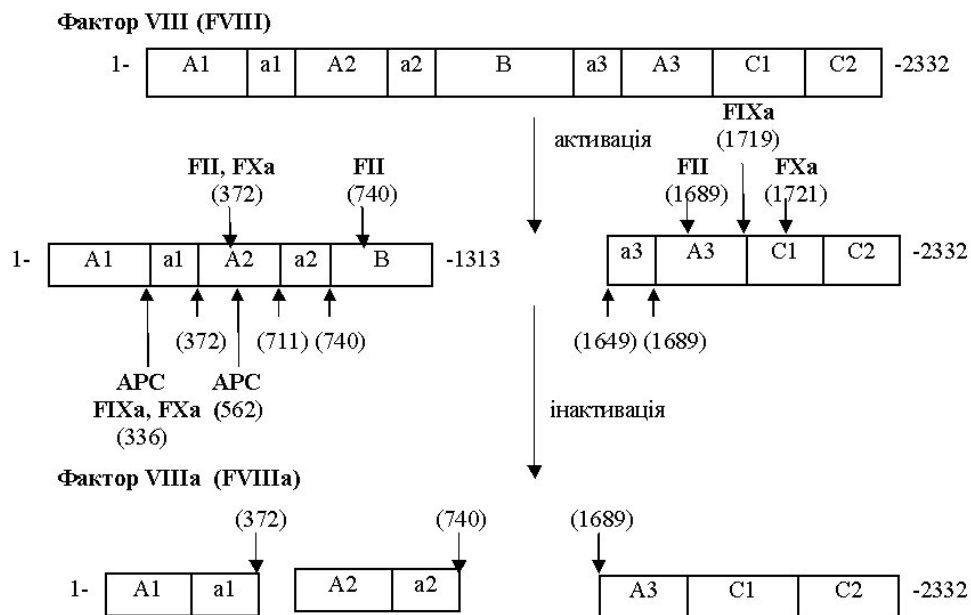 Фактор VIII (FVIII)
1- A1 a1 A2 a2 B a3 A3 C1 C2 -2332
FIXa
активація (1719)
FII, FXa FII FII FXa
(372) (740) (1689) (1721)
1- A1 a1 A2 a2 B -1313 a3 A3 C1 C2 -2332
(372) (711) (740) (1649) (1689)
APC APC
FIXa, FXa (562) інактивація
(336)
Фактор VIIIa (FVIIIa)
(372) (740) (1689)
1- A1 a1 A2 a2 A3 C1 C2 -2332